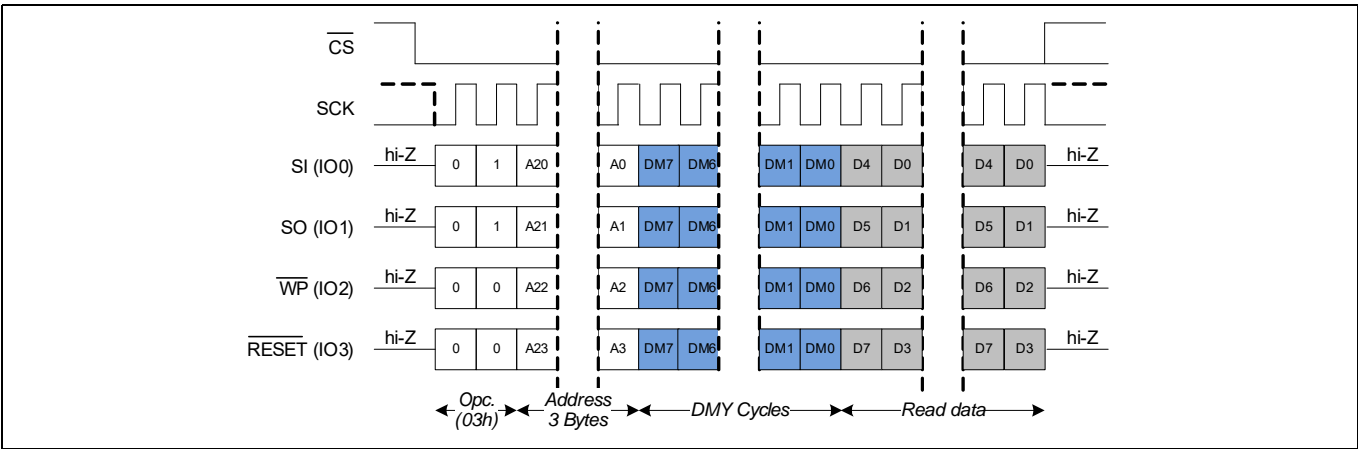 CS
SCK
SI (IO0) hi-Z 0 1 A20 A0 DM7 DM6 DM1 DM0 D4 D0 D4 D0 hi-Z
SO (IO1) hi-Z 0 1 A21 A1 DM7 DM6 DM1 DM0 D5 D1 D5 D1 hi-Z
WP (IO2) hi-Z 0 0 A22 A2 DM7 DM6 DM1 DM0 D6 D2 D6 D2 hi-Z
RESET (IO3) hi-Z 0 0 A23 A3 DM7 DM6 DM1 DM0 D7 D3 D7 D3 hi-Z
Opc. Address
(03h) 3 Bytes DMY Cycles Read data